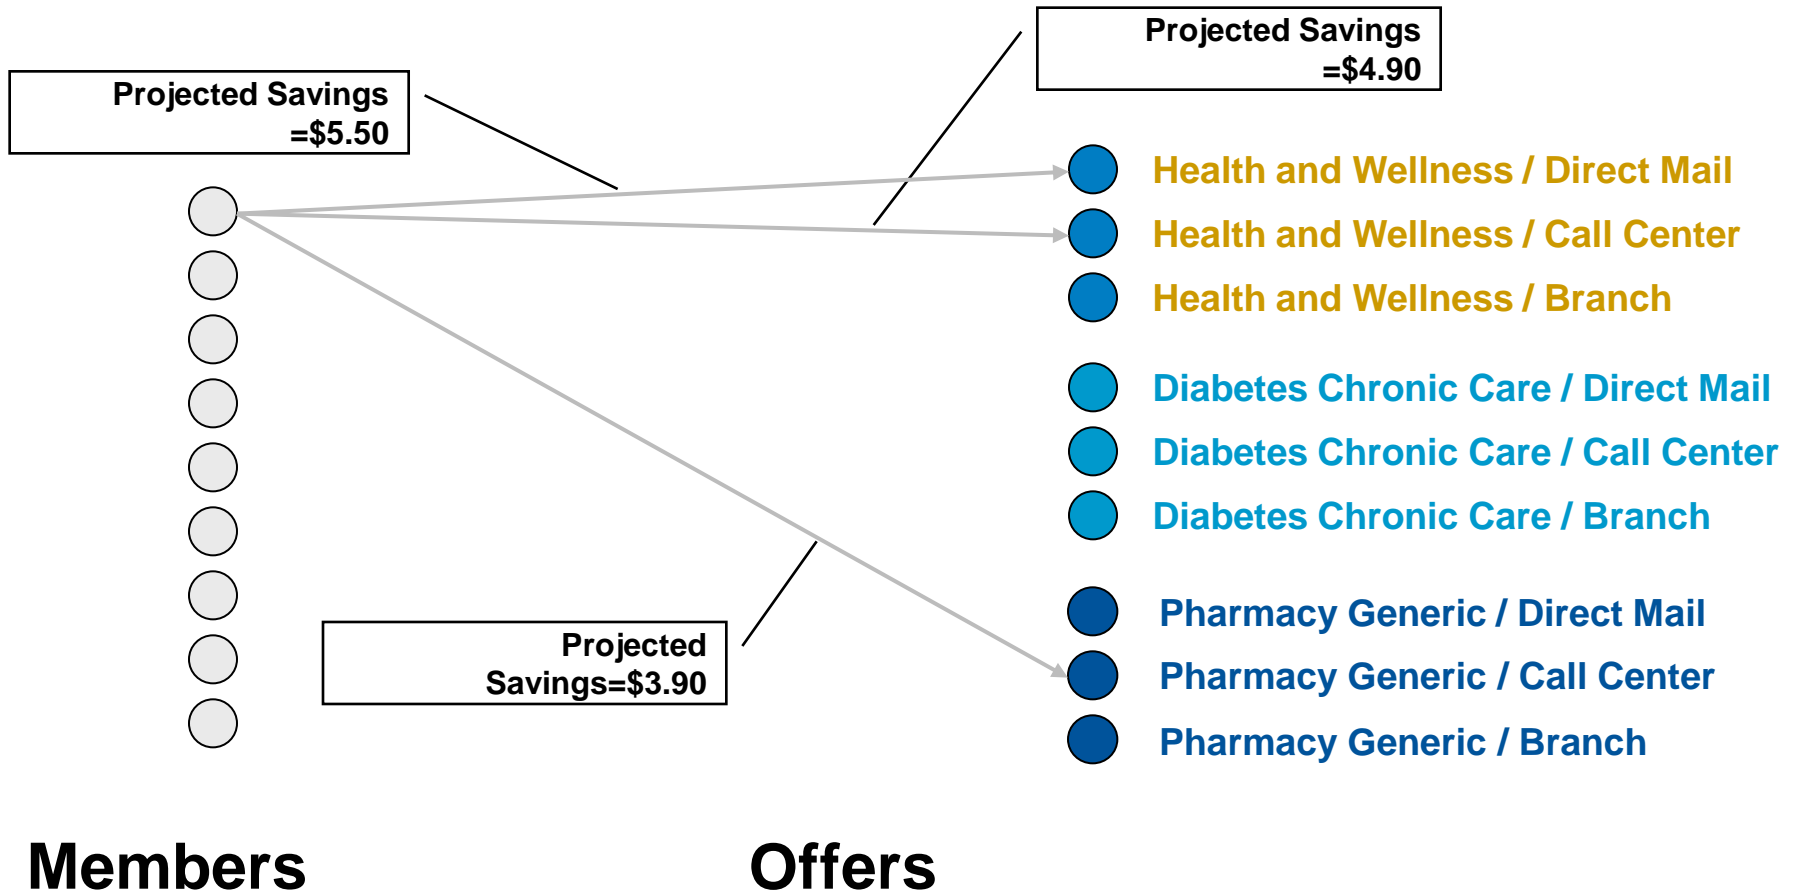 Projected Savings
=$4.90
Projected Savings
=$5.50
Health and Wellness / Direct Mail
Health and Wellness / Call Center
Health and Wellness / Branch
Diabetes Chronic Care / Direct Mail
Diabetes Chronic Care / Call Center
Diabetes Chronic Care / Branch
Pharmacy Generic / Direct Mail
Projected
Savings=$3.90
Pharmacy Generic / Call Center
Pharmacy Generic / Branch
Members
Offers